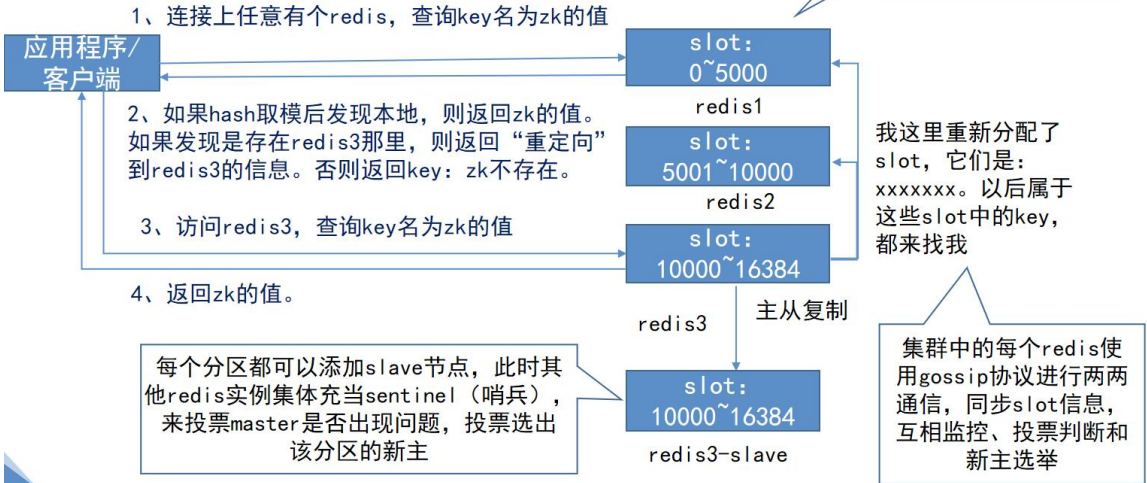 1、连接上任意有个redis，查询key名为zk的值
应用程序/
客户端
slot：
0~5000
redis1
2、如果hash取模后发现本地，则返回zk的值。
如果发现是存在redis3那里，则返回“重定向”
到redis3的信息。否则返回key：zk不存在。
slot：
5001~10000
redis2
我这里重新分配了
slot，它们是：
xxxxxxx。以后属于
这些slot中的key，
都来找我
3、访问redis3，查询key名为zk的值
slot：
10000~16384
4、返回zk的值。
redis3
主从复制
每个分区都可以添加slave节点，此时其
他redis实例集体充当sentinel（哨兵），
来投票master是否出现问题，投票选出
该分区的新主
slot：
10000~16384
redis3-slave
集群中的每个redis使
用gossip协议进行两两
通信，同步slot信息，
互相监控、投票判断和
新主选举